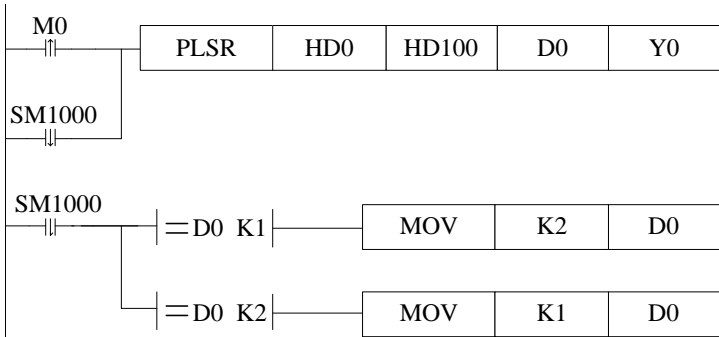 M0
PLSR HD0 HD100 D0 Y0
SM1000
SM1000
= D0 K1 MOV K2 D0
= D0 K2 MOV K1 D0